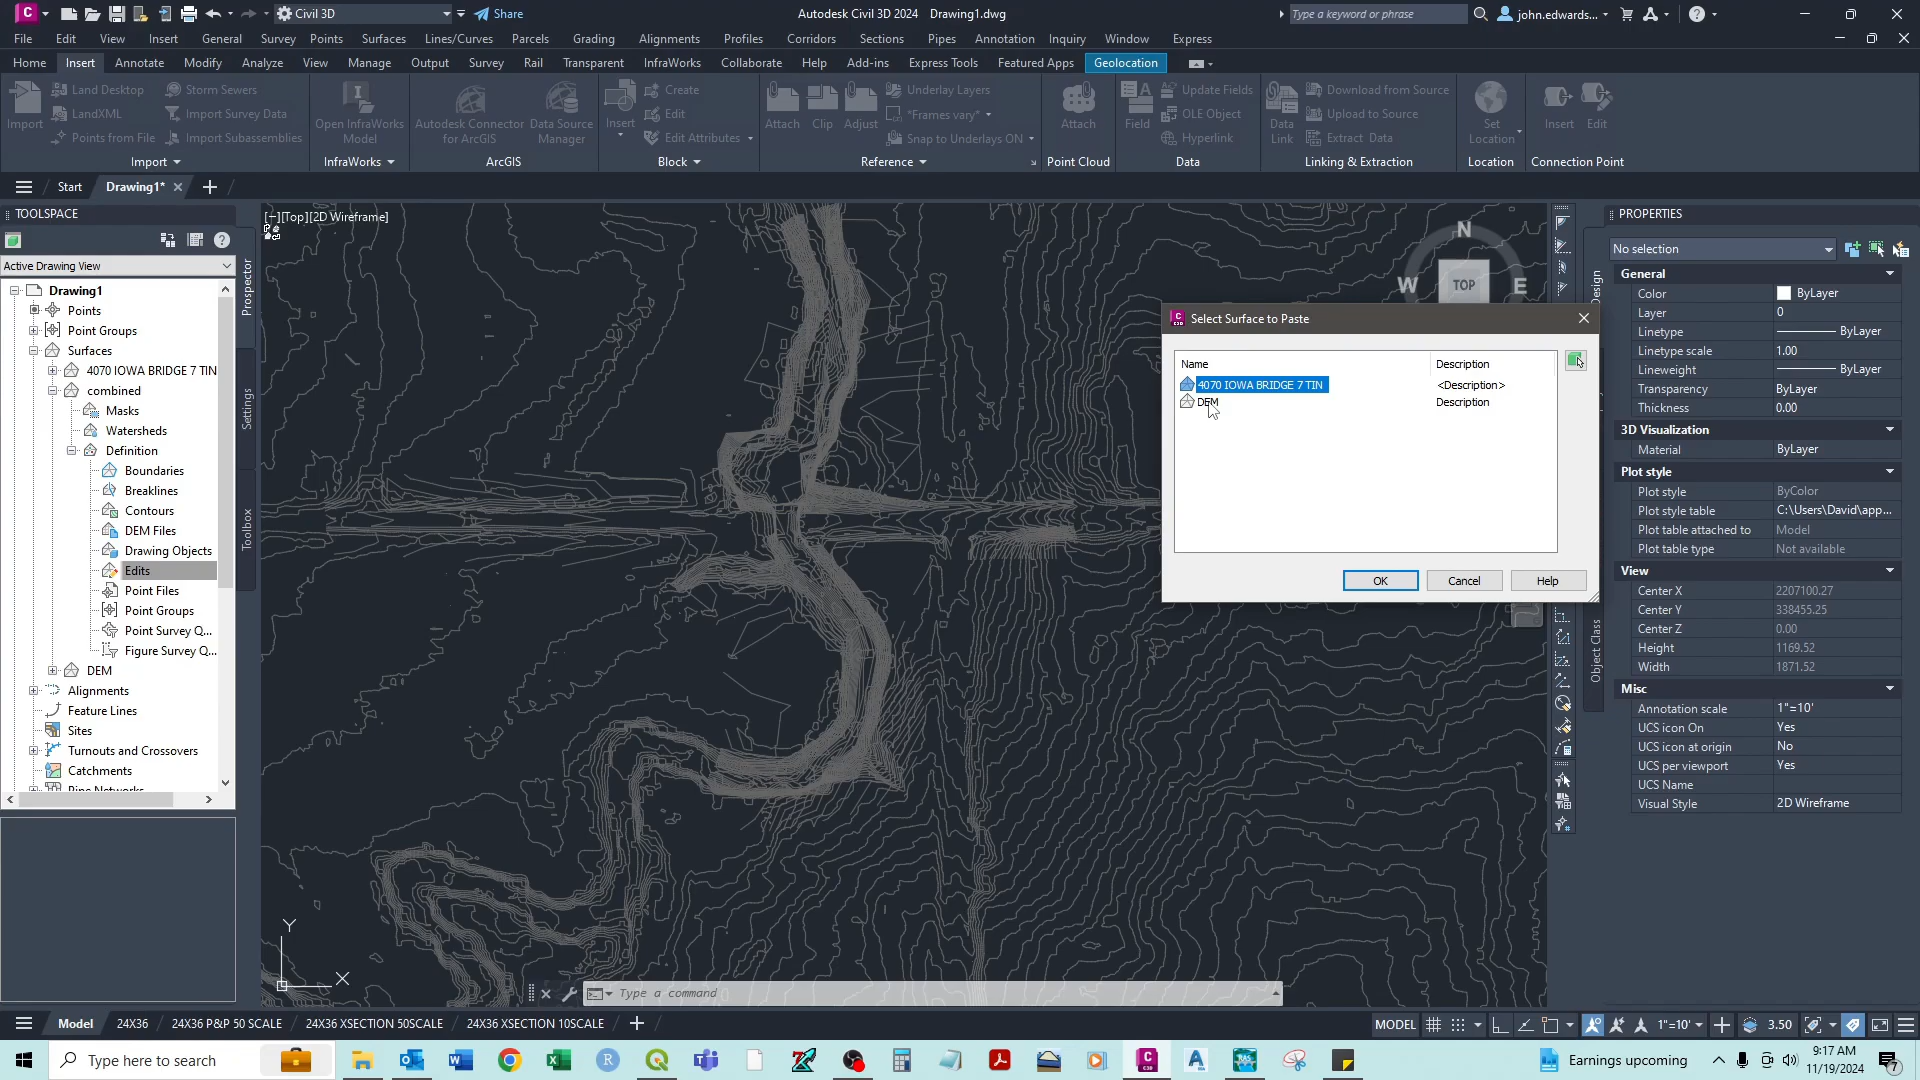 Civil 3D
Share
Autodesk Civil 3D 2024 Drawing1.dwg
Type a keyword or phrase
john.edwards...
File Edit View Insert General Survey Points Surfaces Lines/Curves Parcels Grading Alignments Profiles Corridors Sections Pipes Annotation Inquiry Window Express
Home Insert Annotate Modify Analyze View Manage Output Survey Rail Transparent InfraWorks Collaborate Help Add-ins Express Tools Featured Apps Geolocation
Land Desktop Storm Sewers Create Underlay Layers Update Fields Download from Source
LandXML Import Survey Data Edit *Frames vary* OLE Object Upload to Source
Import Open InfraWorks Model Autodesk Connector for ArcGIS Data Source Manager Insert Attach Clip Adjust Attach Field Data Link Set Location Insert Edit
Points from File Import Subassemblies Edit Attributes Snap to Underlays ON Hyperlink Extract Data
Import InfraWorks ArcGIS Block Reference Point Cloud Data Linking & Extraction Location Connection Point
Start Drawing1*
TOOLSPACE
Active Drawing View
Drawing1
Points
Point Groups
Surfaces
4070 IOWA BRIDGE 7 TIN
combined
Masks
Watersheds
Definition
Boundaries
Breaklines
Contours
DEM Files
Drawing Objects
Edits
Point Files
Point Groups
Point Survey Q...
Figure Survey Q...
DEM
Alignments
Feature Lines
Sites
Turnouts and Crossovers
Catchments
Prospector
Settings
Toolbox
[−][Top][2D Wireframe]
N
W TOP E
Select Surface to Paste
Name Description
4070 IOWA BRIDGE 7 TIN <Description>
DEM Description
OK Cancel Help
Y
X
Type a command
Design
Object Class
PROPERTIES
No selection
General
Color ByLayer
Layer 0
Linetype ByLayer
Linetype scale 1.00
Lineweight ByLayer
Transparency ByLayer
Thickness 0.00
3D Visualization
Material ByLayer
Plot style
Plot style ByColor
Plot style table C:\Users\David\app...
Plot table attached to Model
Plot table type Not available
View
Center X 2207100.27
Center Y 338455.25
Center Z 0.00
Height 1169.52
Width 1871.52
Misc
Annotation scale 1"=10'
UCS icon On Yes
UCS icon at origin No
UCS per viewport Yes
UCS Name
Visual Style 2D Wireframe
Model 24X36 24X36 P&P 50 SCALE 24X36 XSECTION 50SCALE 24X36 XSECTION 10SCALE
MODEL 1"=10' 3.50
Type here to search
Earnings upcoming
9:17 AM
11/19/2024
7